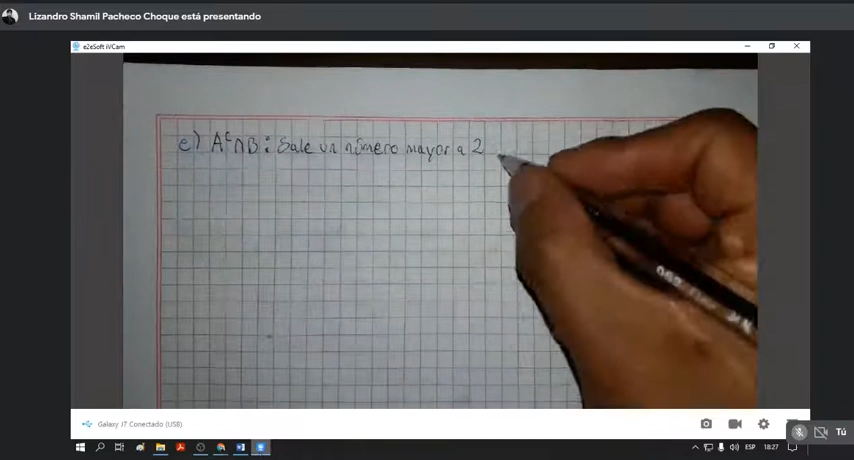 Lizandro Shamil Pacheco Choque está presentando
e2eSoft iVCam
e) Aᶜ∩B: Sale un número mayor a 2
Galaxy J7 Conectado (USB)
Tú
ESP 18:27